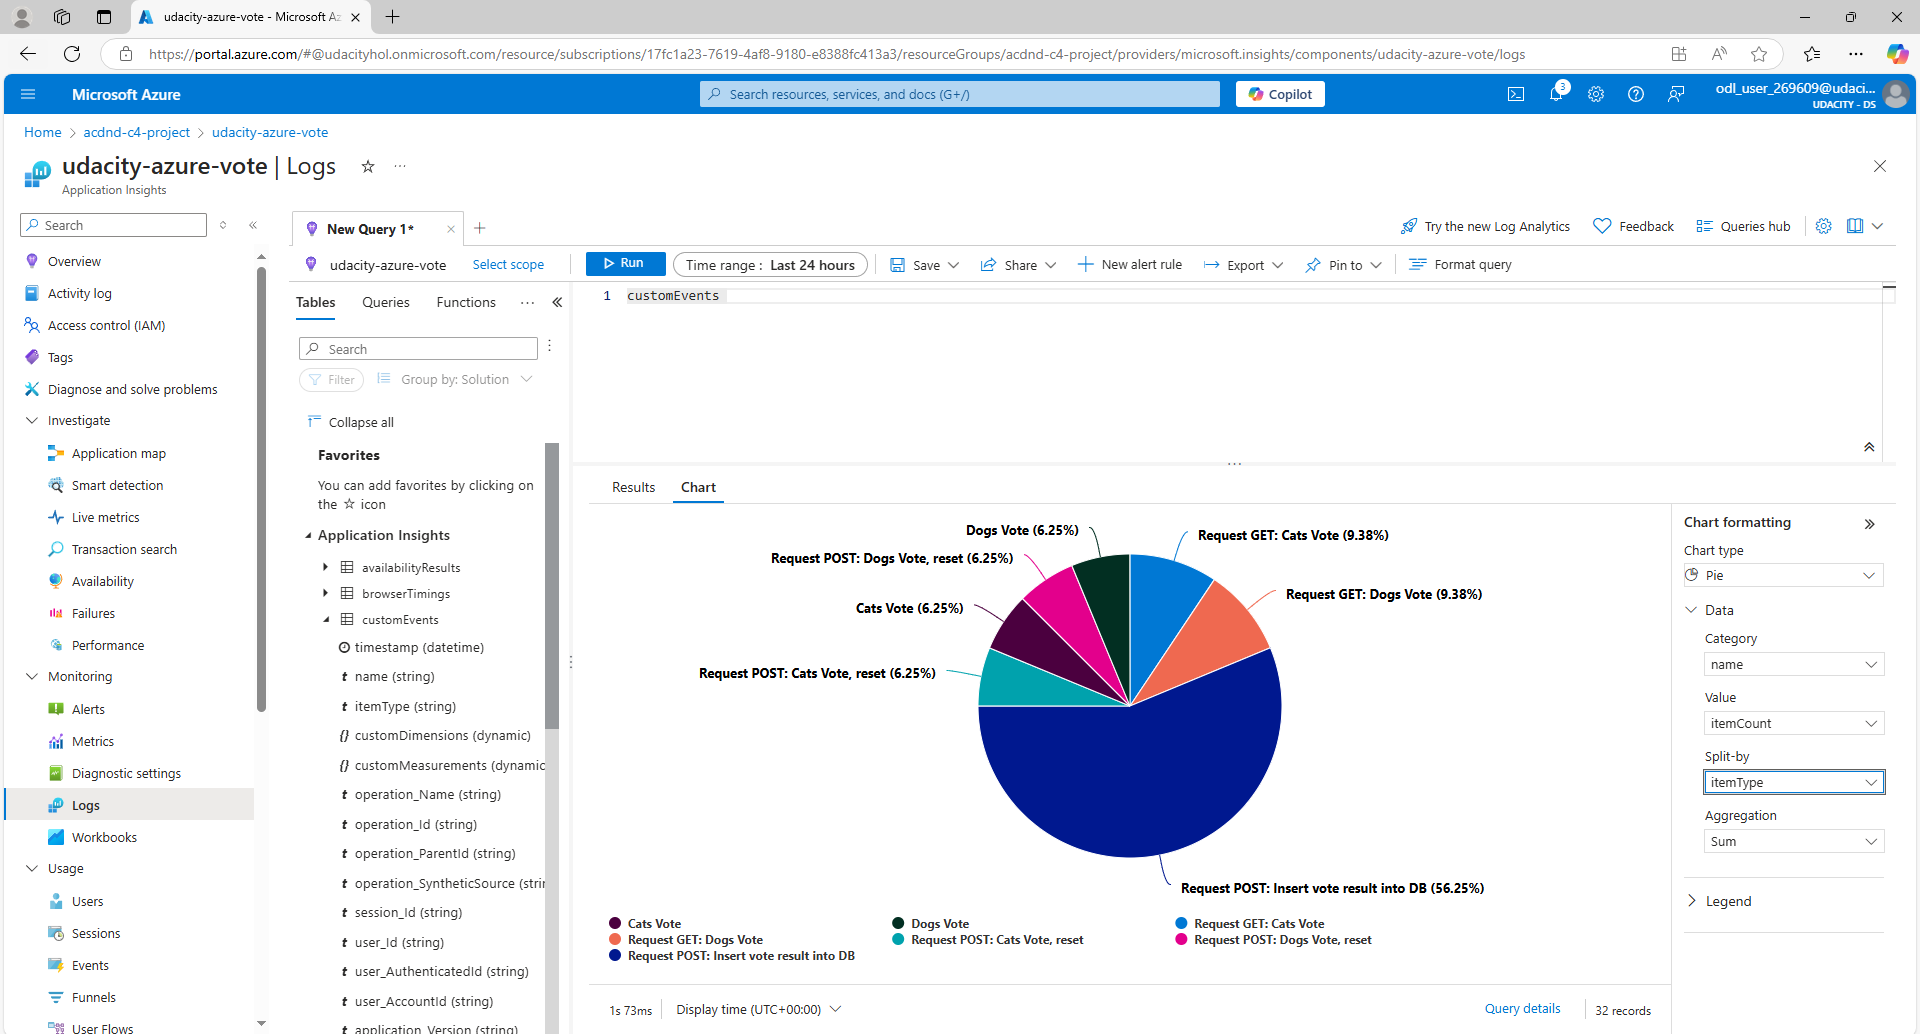 udacity-azure-vote - Microsoft Az
https://portal.azure.com/#@udacityhol.onmicrosoft.com/resource/subscriptions/17fc1a23-7619-4af8-9180-e8388fc413a3/resourceGroups/acdnd-c4-project/providers/microsoft.insights/components/udacity-azure-vote/logs
Microsoft Azure
Search resources, services, and docs (G+/)
Copilot
3
odl_user_269609@udaci...
UDACITY - DS
Home > acdnd-c4-project > udacity-azure-vote
udacity-azure-vote | Logs
Application Insights
Search
Overview
Activity log
Access control (IAM)
Tags
Diagnose and solve problems
Investigate
Application map
Smart detection
Live metrics
Transaction search
Availability
Failures
Performance
Monitoring
Alerts
Metrics
Diagnostic settings
Logs
Workbooks
Usage
Users
Sessions
Events
Funnels
User Flows
New Query 1*
Try the new Log Analytics
Feedback
Queries hub
udacity-azure-vote
Select scope
Run
Time range : Last 24 hours
Save
Share
New alert rule
Export
Pin to
Format query
Tables Queries Functions
Search
Filter
Group by: Solution
Collapse all
Favorites
You can add favorites by clicking on
the ☆ icon
Application Insights
availabilityResults
browserTimings
customEvents
timestamp (datetime)
t name (string)
t itemType (string)
{} customDimensions (dynamic)
{} customMeasurements (dynamic
t operation_Name (string)
t operation_Id (string)
t operation_ParentId (string)
t operation_SyntheticSource (strin
t session_Id (string)
t user_Id (string)
t user_AuthenticatedId (string)
t user_AccountId (string)
t application_Version (string)
1 customEvents
Results Chart
Dogs Vote (6.25%)
Request GET: Cats Vote (9.38%)
Request POST: Dogs Vote, reset (6.25%)
Request GET: Dogs Vote (9.38%)
Cats Vote (6.25%)
Request POST: Cats Vote, reset (6.25%)
Request POST: Insert vote result into DB (56.25%)
Cats Vote
Dogs Vote
Request GET: Cats Vote
Request GET: Dogs Vote
Request POST: Cats Vote, reset
Request POST: Dogs Vote, reset
Request POST: Insert vote result into DB
1s 73ms
Display time (UTC+00:00)
Query details
32 records
Chart formatting
Chart type
Pie
Data
Category
name
Value
itemCount
Split-by
itemType
Aggregation
Sum
Legend